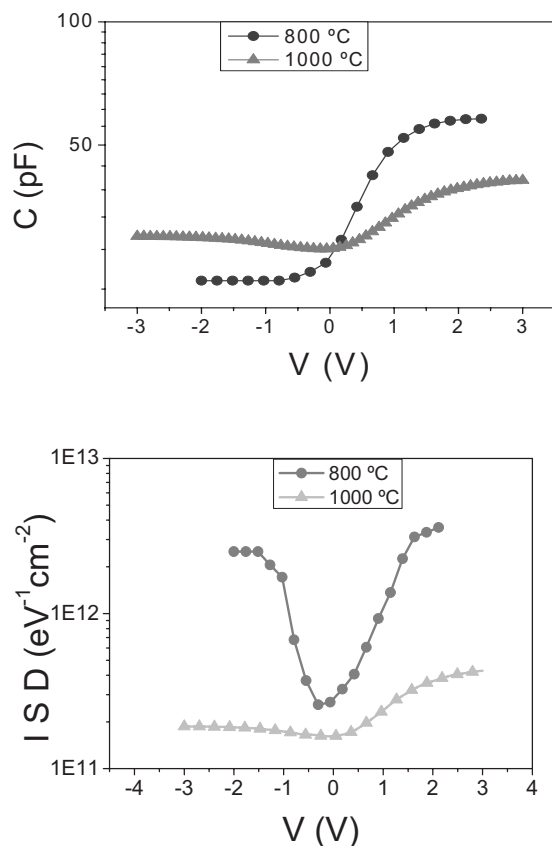 100
50
C (pF)
800 ºC
1000 ºC
-3 -2 -1 0 1 2 3
V (V)
1E13
1E12
1E11
I S D (eV⁻¹cm⁻²)
800 ºC
1000 ºC
-4 -3 -2 -1 0 1 2 3 4
V (V)